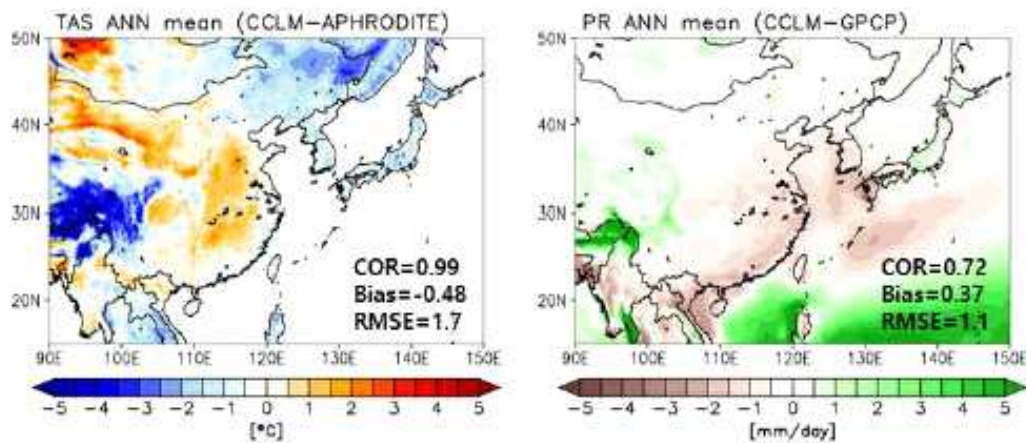 TAS ANN mean (CCLM-APHRODITE)
50N
40N
30N
20N
COR=0.99
Bias=-0.48
RMSE=1.7
90E 100E 110E 120E 130E 140E 150E
-5 -4 -3 -2 -1 0 1 2 3 4 5
[°C]
PR ANN mean (CCLM-GPCP)
50N
40N
30N
20N
COR=0.72
Bias=0.37
RMSE=1.1
90E 100E 110E 120E 130E 140E 150E
-5 -4 -3 -2 -1 0 1 2 3 4 5
[mm/day]